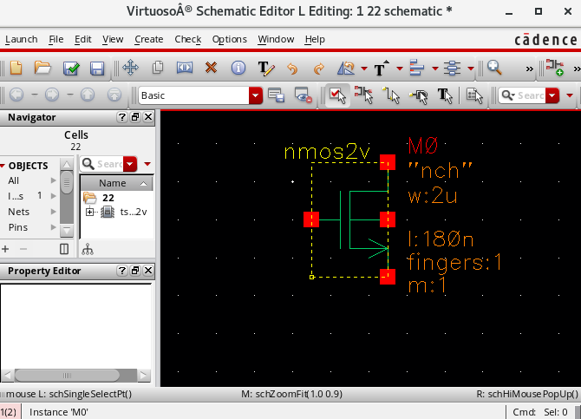 VirtuosoÂ® Schematic Editor L Editing: 1 22 schematic *
Launch File Edit View Create Check Options Window Help
cādence
Basic
Sear
Navigator
Cells
22
OBJECTS
All
I...s 1
Nets
Pins
Searc
Name
22
ts...2v
Property Editor
nmos2v
M0
"nch"
w:2u
l:180n
fingers:1
m:1
mouse L: schSingleSelectPt() M: schZoomFit(1.0 0.9) R: schHiMousePopUp()
1(2) Instance 'M0' Cmd: Sel: 0